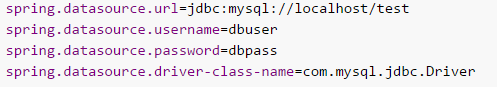 spring.datasource.url=jdbc:mysql://localhost/test
spring.datasource.username=dbuser
spring.datasource.password=dbpass
spring.datasource.driver-class-name=com.mysql.jdbc.Driver